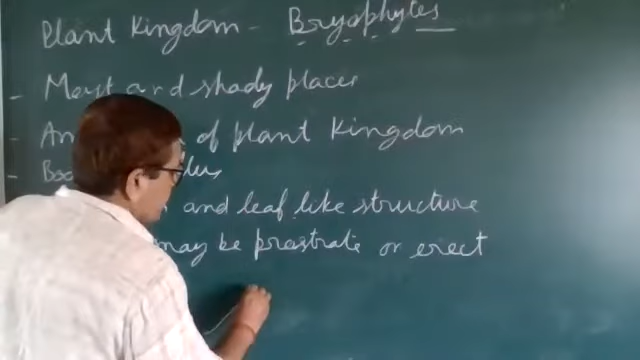 Plant Kingdom - Bryophytes
- Moist and shady places
- of plant Kingdom
-
and leaf like structure
may be prostrate or erect